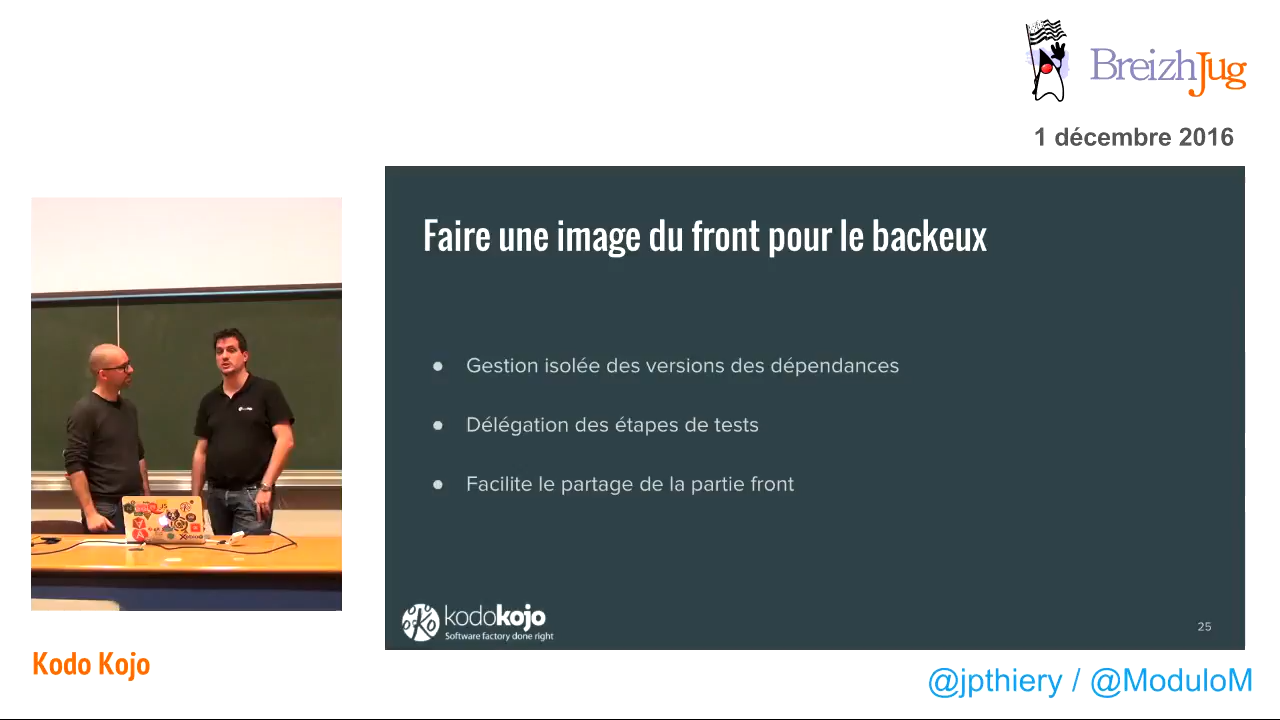 BreizhJug
1 décembre 2016
Faire une image du front pour le backeux
● Gestion isolée des versions des dépendances
● Délégation des étapes de tests
● Facilite le partage de la partie front
kodokojo
Software factory done right
25
Kodo Kojo
@jpthiery / @ModuloM